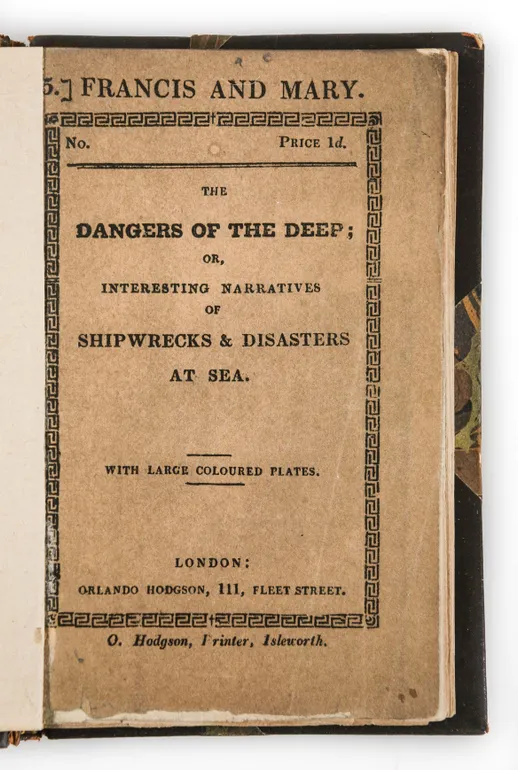 5.] FRANCIS AND MARY.
No. PRICE 1d.
THE
DANGERS OF THE DEEP;
OR,
INTERESTING NARRATIVES
OF
SHIPWRECKS & DISASTERS
AT SEA.
WITH LARGE COLOURED PLATES.
LONDON:
ORLANDO HODGSON, 111, FLEET STREET.
O. Hodgson, Printer, Isleworth.